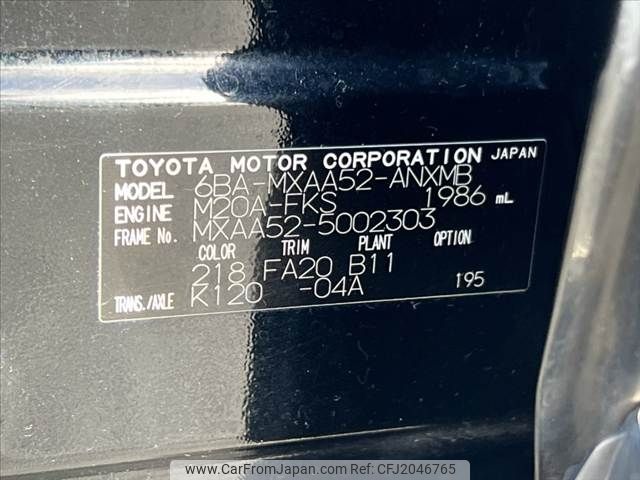 TOYOTA MOTOR CORPORATION JAPAN
MODEL 6BA-MXAA52-ANXMB
ENGINE M20A-FKS 1986 mL
FRAME No. MXAA52-5002303
COLOR TRIM PLANT OPTION
218 FA20 B11
TRANS./AXLE K120 -04A 195
www.CarFromJapan.com | CFJ2046765